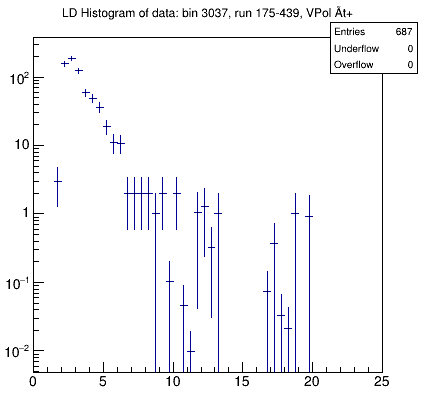 LD Histogram of data: bin 3037, run 175-439, VPol Ãt+
Entries 687
Underflow 0
Overflow 0
10²
10
1
10⁻¹
10⁻²
0 5 10 15 20 25